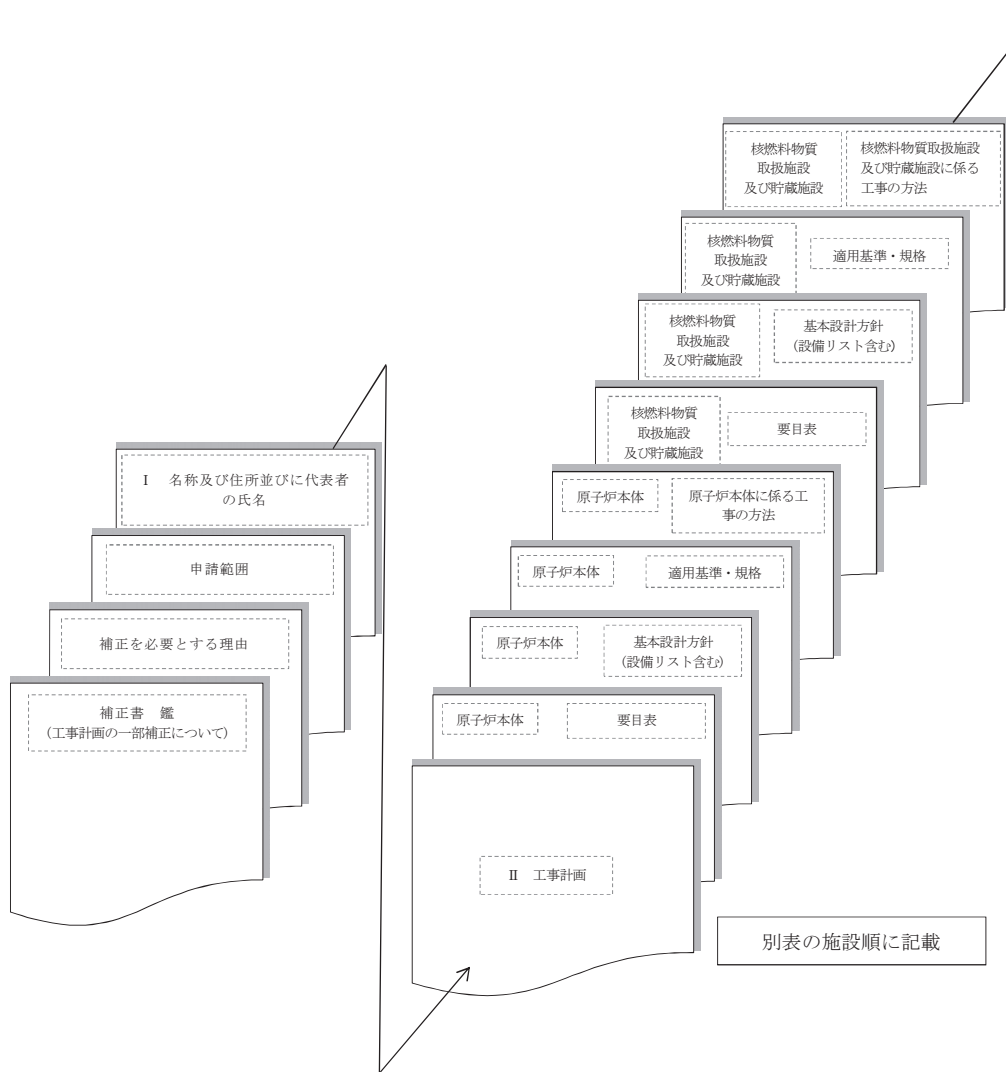 核燃料物質
取扱施設
及び貯蔵施設
核燃料物質取扱施設
及び貯蔵施設に係る
工事の方法
核燃料物質
取扱施設
及び貯蔵施設
適用基準・規格
核燃料物質
取扱施設
及び貯蔵施設
基本設計方針
(設備リスト含む)
核燃料物質
取扱施設
及び貯蔵施設
要目表
原子炉本体
原子炉本体に係る工
事の方法
原子炉本体
適用基準・規格
原子炉本体
基本設計方針
(設備リスト含む)
原子炉本体
要目表
Ⅱ 工事計画
Ⅰ 名称及び住所並びに代表者
の氏名
申請範囲
補正を必要とする理由
補正書 鑑
(工事計画の一部補正について)
別表の施設順に記載